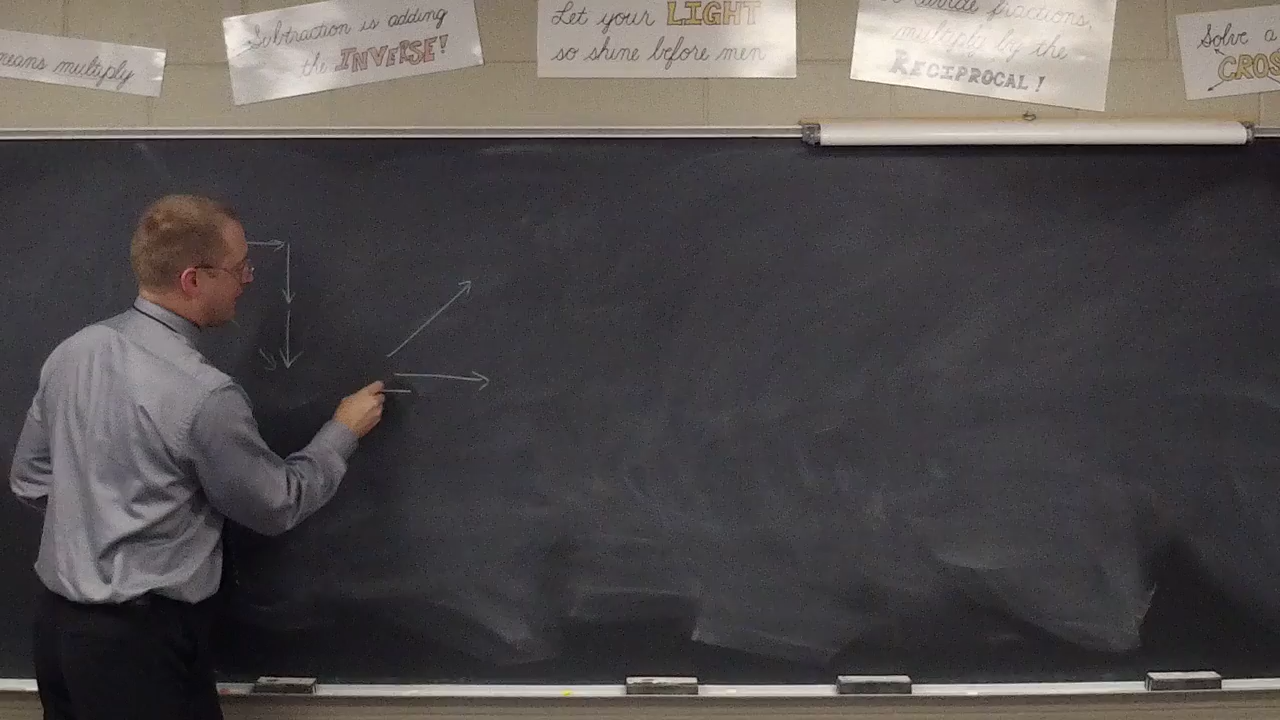 means multiply
Subtraction is adding
the INVERSE!
Let your LIGHT
so shine before men
divide fractions,
multiply by the
RECIPROCAL!
Solve a
CROS